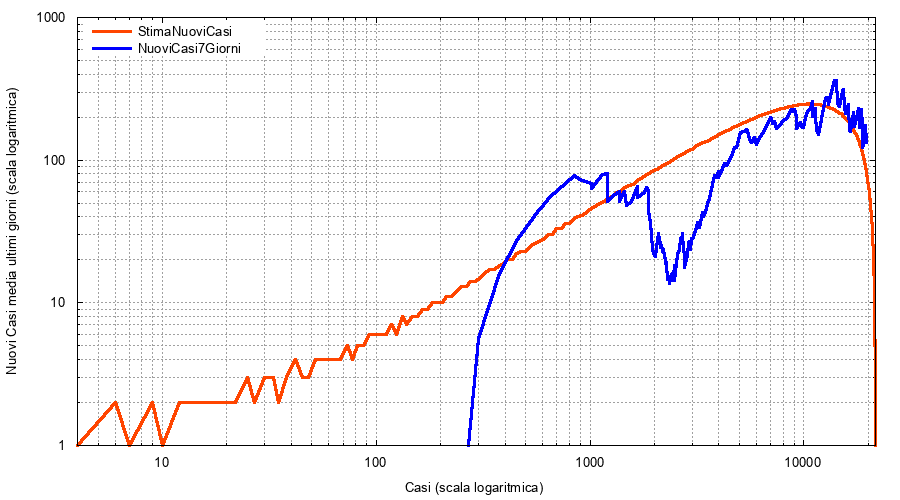 1000
StimaNuoviCasi
NuoviCasi7Giorni
100
10
1
Nuovi Casi media ultimi giorni (scala logaritmica)
10
100
1000
10000
Casi (scala logaritmica)